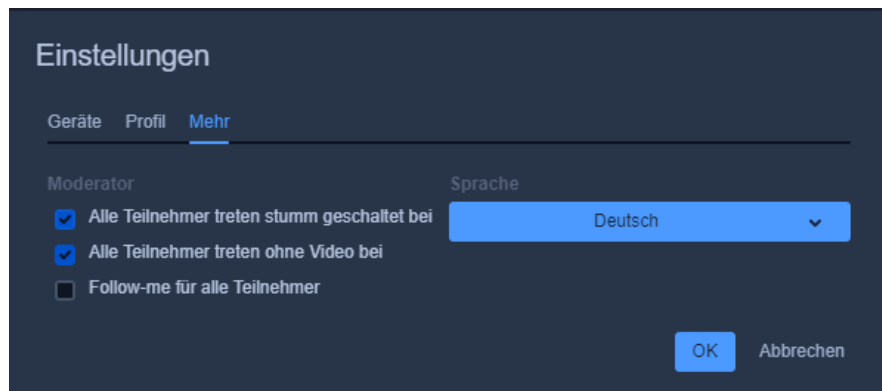 Einstellungen
Geräte Profil Mehr
Moderator
Alle Teilnehmer treten stumm geschaltet bei
Alle Teilnehmer treten ohne Video bei
Follow-me für alle Teilnehmer
Sprache
Deutsch
OK Abbrechen